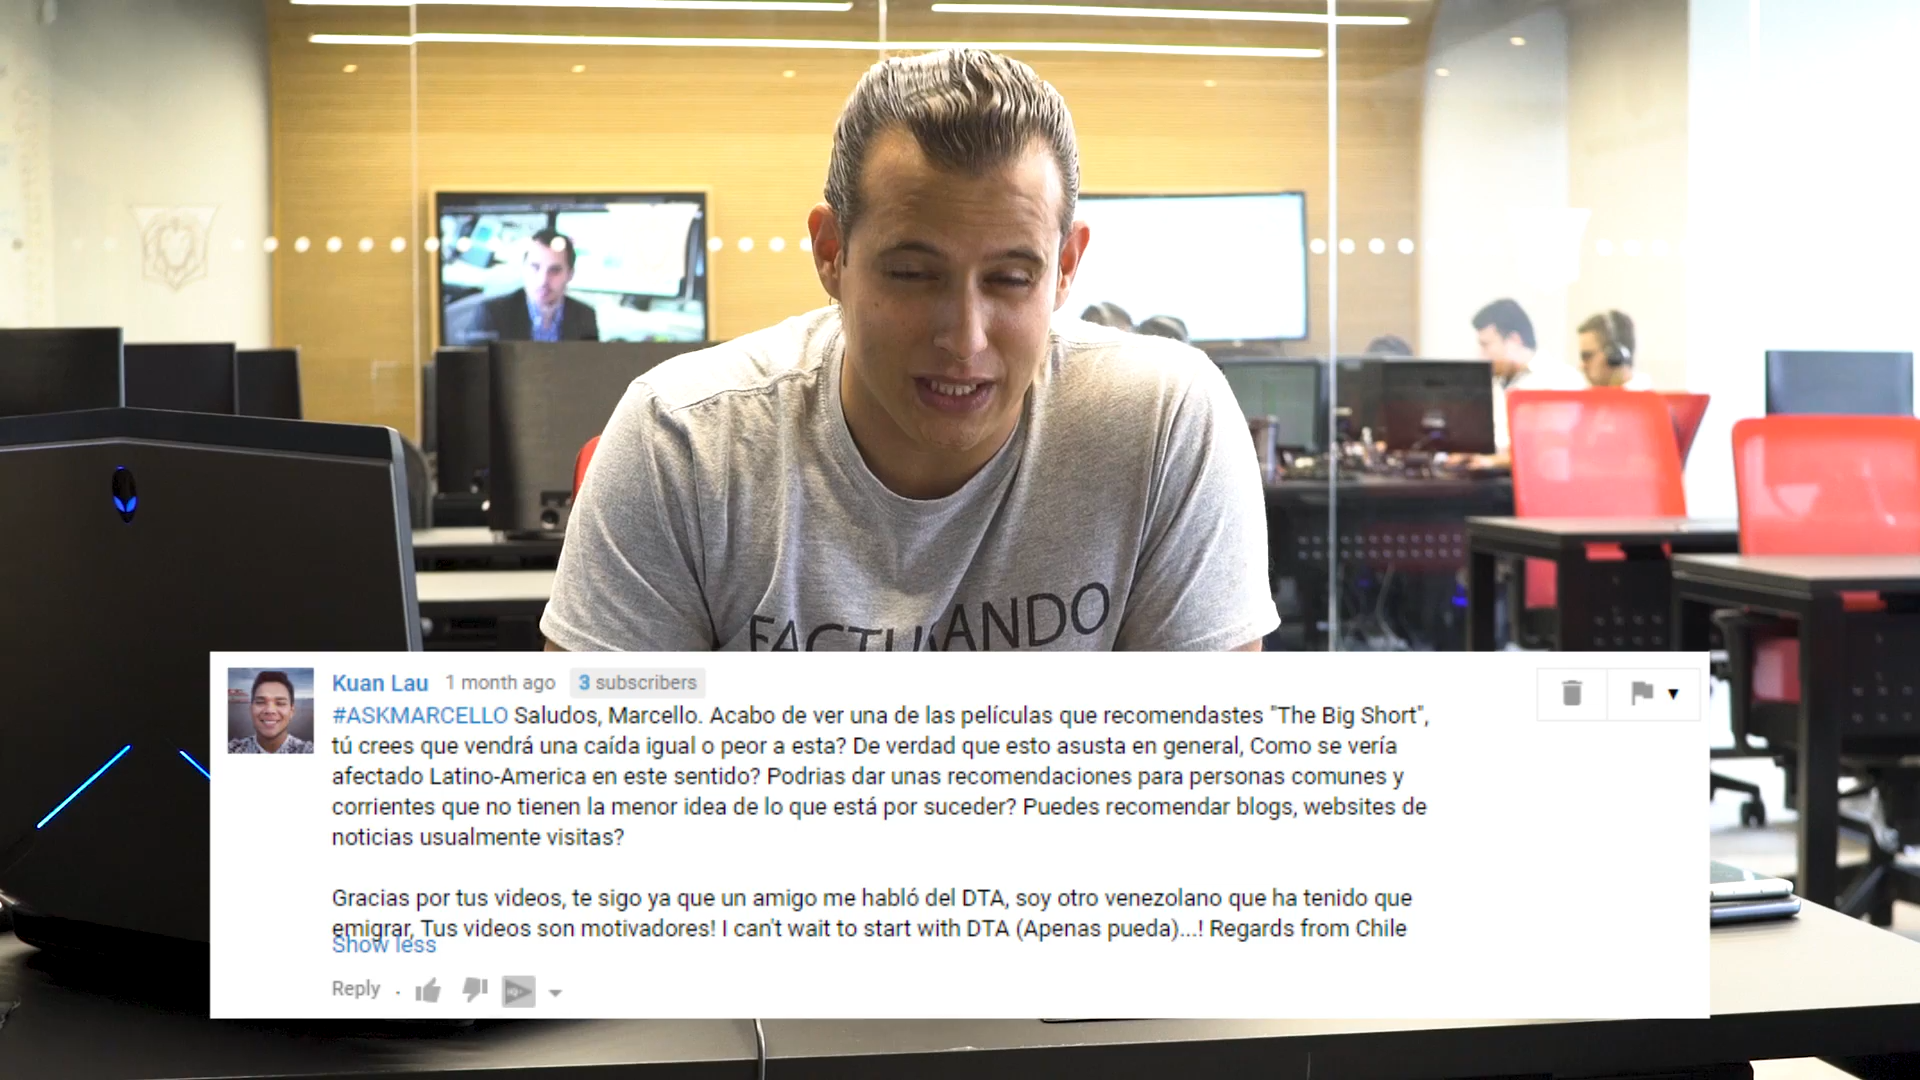 FACTURANDO
Kuan Lau 1 month ago 3 subscribers
#ASKMARCELLO Saludos, Marcello. Acabo de ver una de las películas que recomendastes "The Big Short",
tú crees que vendrá una caída igual o peor a esta? De verdad que esto asusta en general, Como se vería
afectado Latino-America en este sentido? Podrias dar unas recomendaciones para personas comunes y
corrientes que no tienen la menor idea de lo que está por suceder? Puedes recomendar blogs, websites de
noticias usualmente visitas?
Gracias por tus videos, te sigo ya que un amigo me habló del DTA, soy otro venezolano que ha tenido que
emigrar, Tus videos son motivadores! I can't wait to start with DTA (Apenas pueda)...! Regards from Chile
Show less
Reply